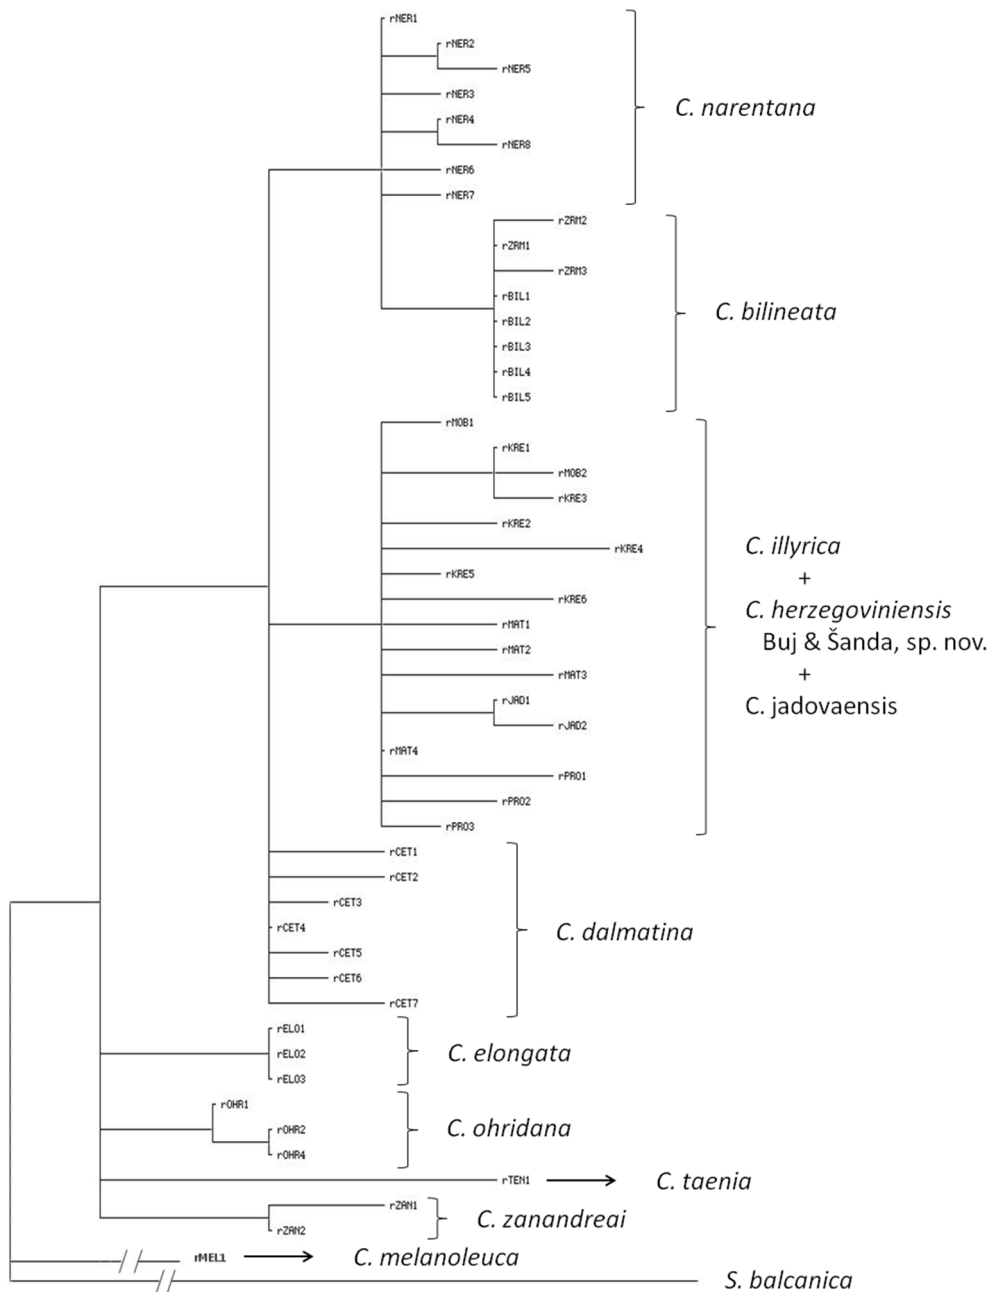 rNER1
rNER2
rNER5
rNER3
C. narentana
rNER4
rNER8
rNER6
rNER7
rZRM2
rZRM1
rZRM3
rBIL1
C. bilineata
rBIL2
rBIL3
rBIL4
rBIL5
rMOB1
rKRE1
rMOB2
rKRE3
rKRE2
rKRE4
C. illyrica
rKRE5
+
rKRE6
C. herzegoviniensis
rMAT1
Buj & Šanda, sp. nov.
rMAT2
rMAT3
+
rJAD1
C. jadovaensis
rJAD2
rMAT4
rPRO1
rPRO2
rPRO3
rCET1
rCET2
rCET3
rCET4
C. dalmatina
rCET5
rCET6
rCET7
rELO1
rELO2
C. elongata
rELO3
rOHR1
rOHR2
C. ohridana
rOHR4
rTEN1
C. taenia
rZAN1
C. zanandreai
rZAN2
rMEL1
C. melanoleuca
S. balcanica